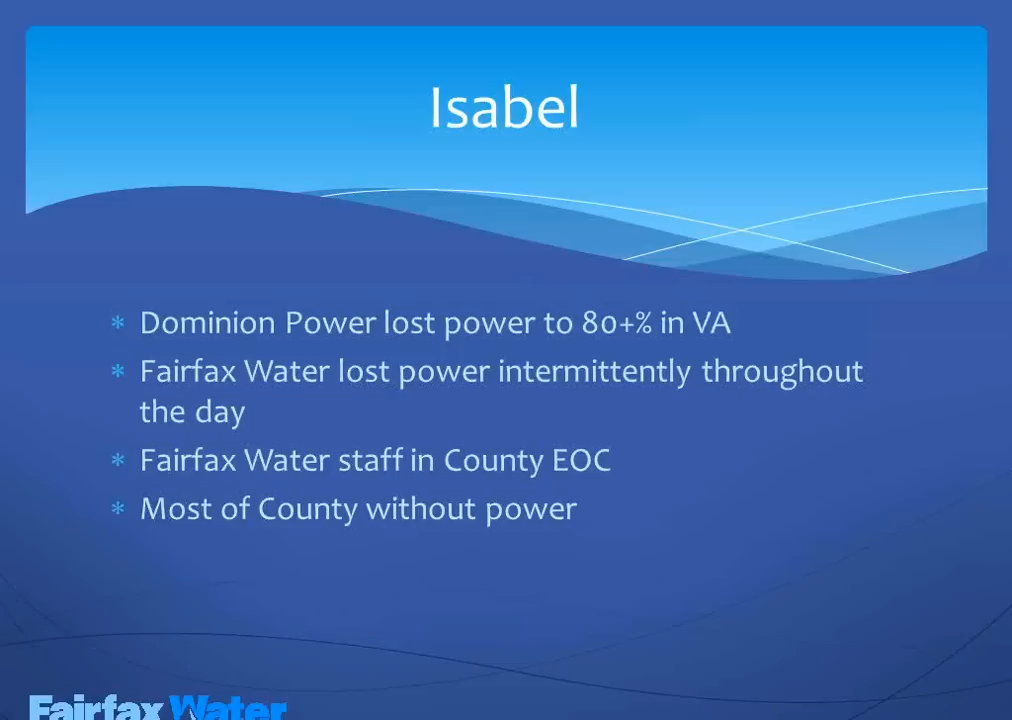 Isabel
* Dominion Power lost power to 80+% in VA
* Fairfax Water lost power intermittently throughout
the day
* Fairfax Water staff in County EOC
* Most of County without power
Fairfax Water